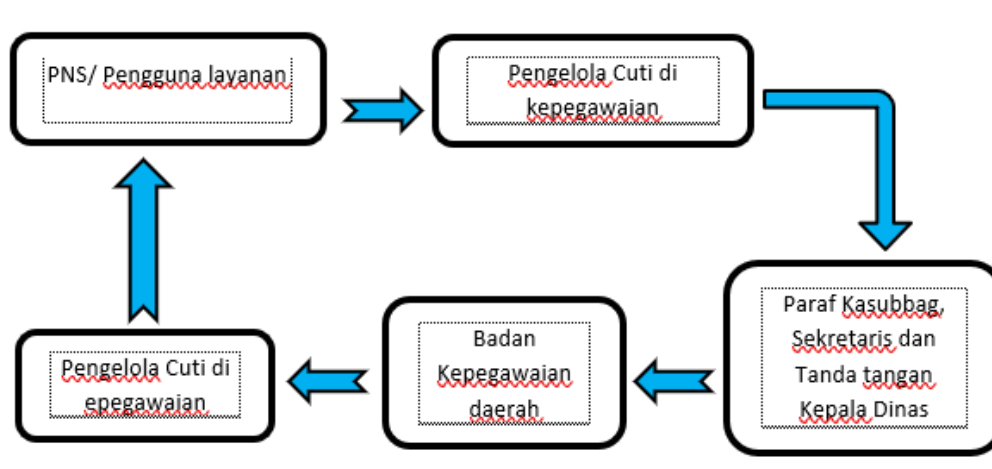 PNS/ Pengguna layanan
Pengelola Cuti di
kepegawaian
Paraf Kasubbag,
Sekretaris dan
Tanda tangan
Kepala Dinas
Badan
Kepegawaian
daerah
Pengelola Cuti di
epegawaian